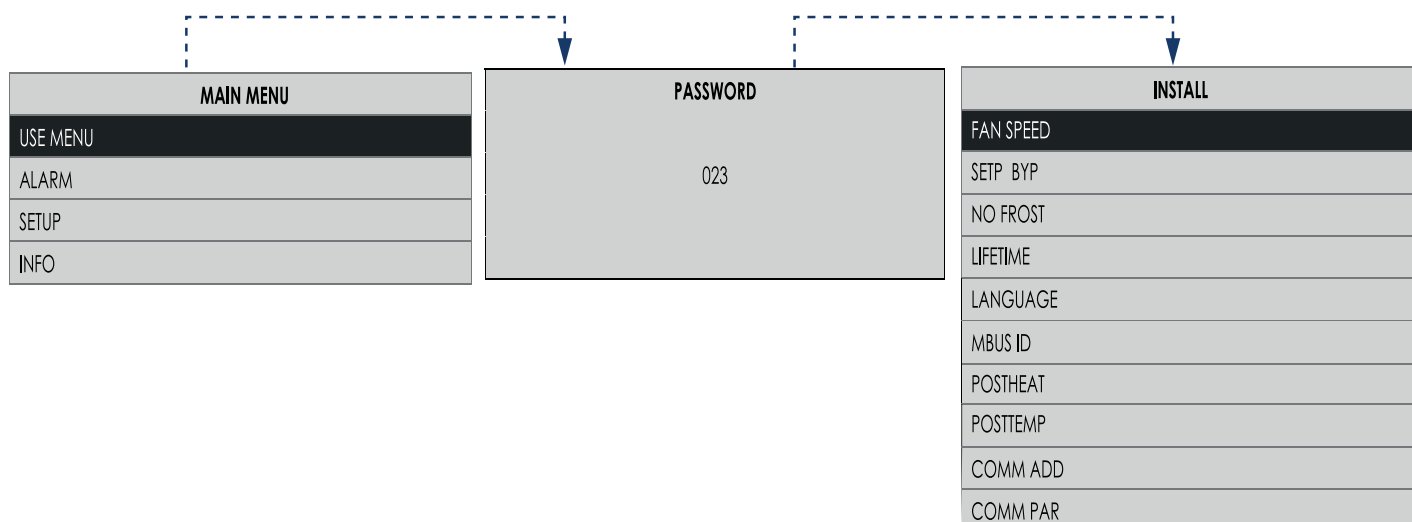 MAIN MENU
USE MENU
ALARM
SETUP
INFO
PASSWORD
023
INSTALL
FAN SPEED
SETP BYP
NO FROST
LIFETIME
LANGUAGE
MBUS ID
POSTHEAT
POSTTEMP
COMM ADD
COMM PAR